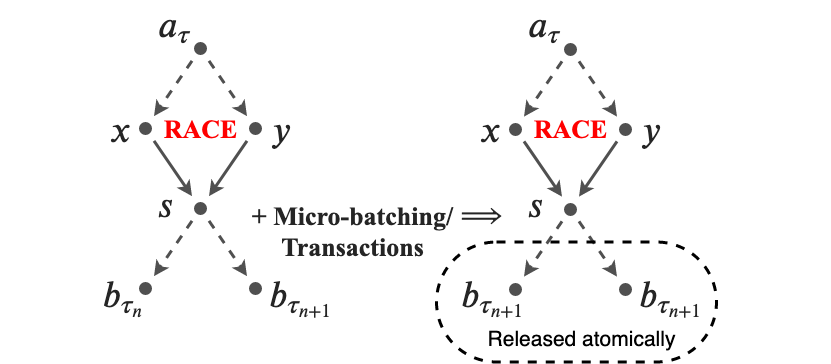 a_τ a_τ
x RACE y x RACE y
s + Micro-batching/ ⟹ s
Transactions
b_{τ_n} b_{τ_{n+1}} b_{τ_{n+1}} b_{τ_{n+1}}
Released atomically